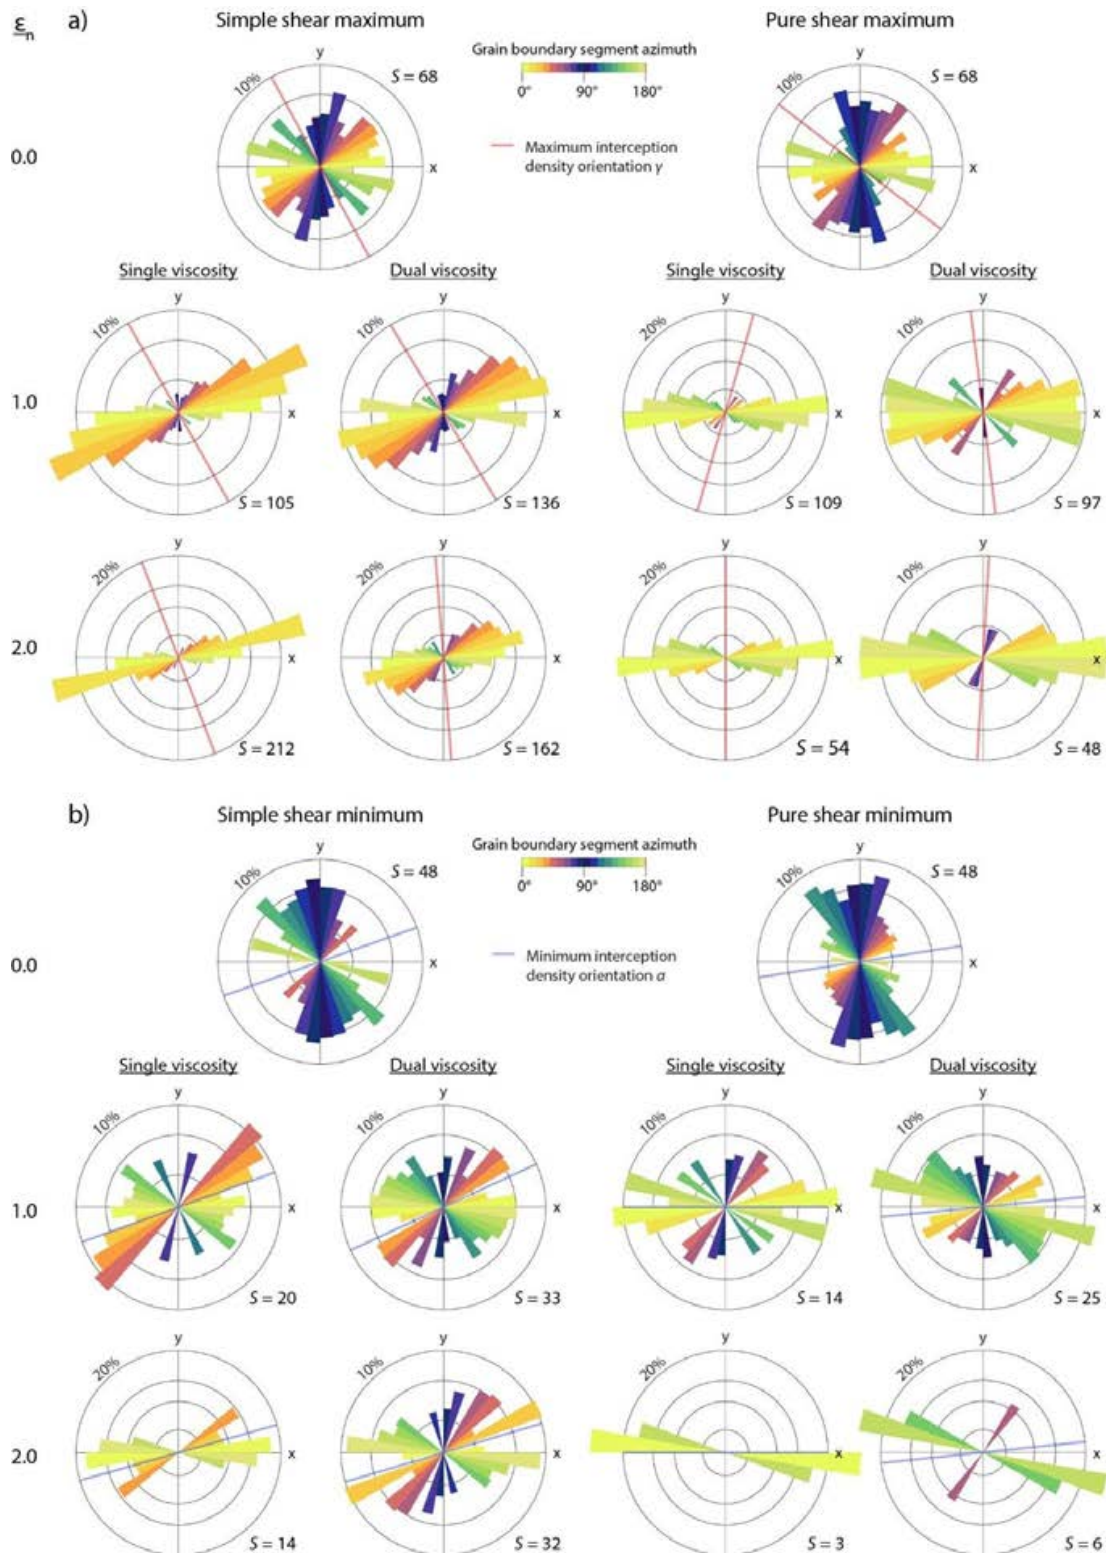 ε_n
a)
Simple shear maximum
Pure shear maximum
0.0
y
10%
x
S = 68
Grain boundary segment azimuth
0° 90° 180°
Maximum interception
density orientation γ
y
10%
x
S = 68
Single viscosity
Dual viscosity
Single viscosity
Dual viscosity
1.0
y
10%
x
S = 105
y
10%
x
S = 136
y
20%
x
S = 109
y
10%
x
S = 97
2.0
y
20%
x
S = 212
y
20%
x
S = 162
y
20%
x
S = 54
y
10%
x
S = 48
b)
Simple shear minimum
Pure shear minimum
0.0
y
10%
x
S = 48
Grain boundary segment azimuth
0° 90° 180°
Minimum interception
density orientation α
y
10%
x
S = 48
Single viscosity
Dual viscosity
Single viscosity
Dual viscosity
1.0
y
10%
x
S = 20
y
10%
x
S = 33
y
10%
x
S = 14
y
10%
x
S = 25
2.0
y
20%
x
S = 14
y
10%
x
S = 32
y
20%
x
S = 3
y
20%
x
S = 6